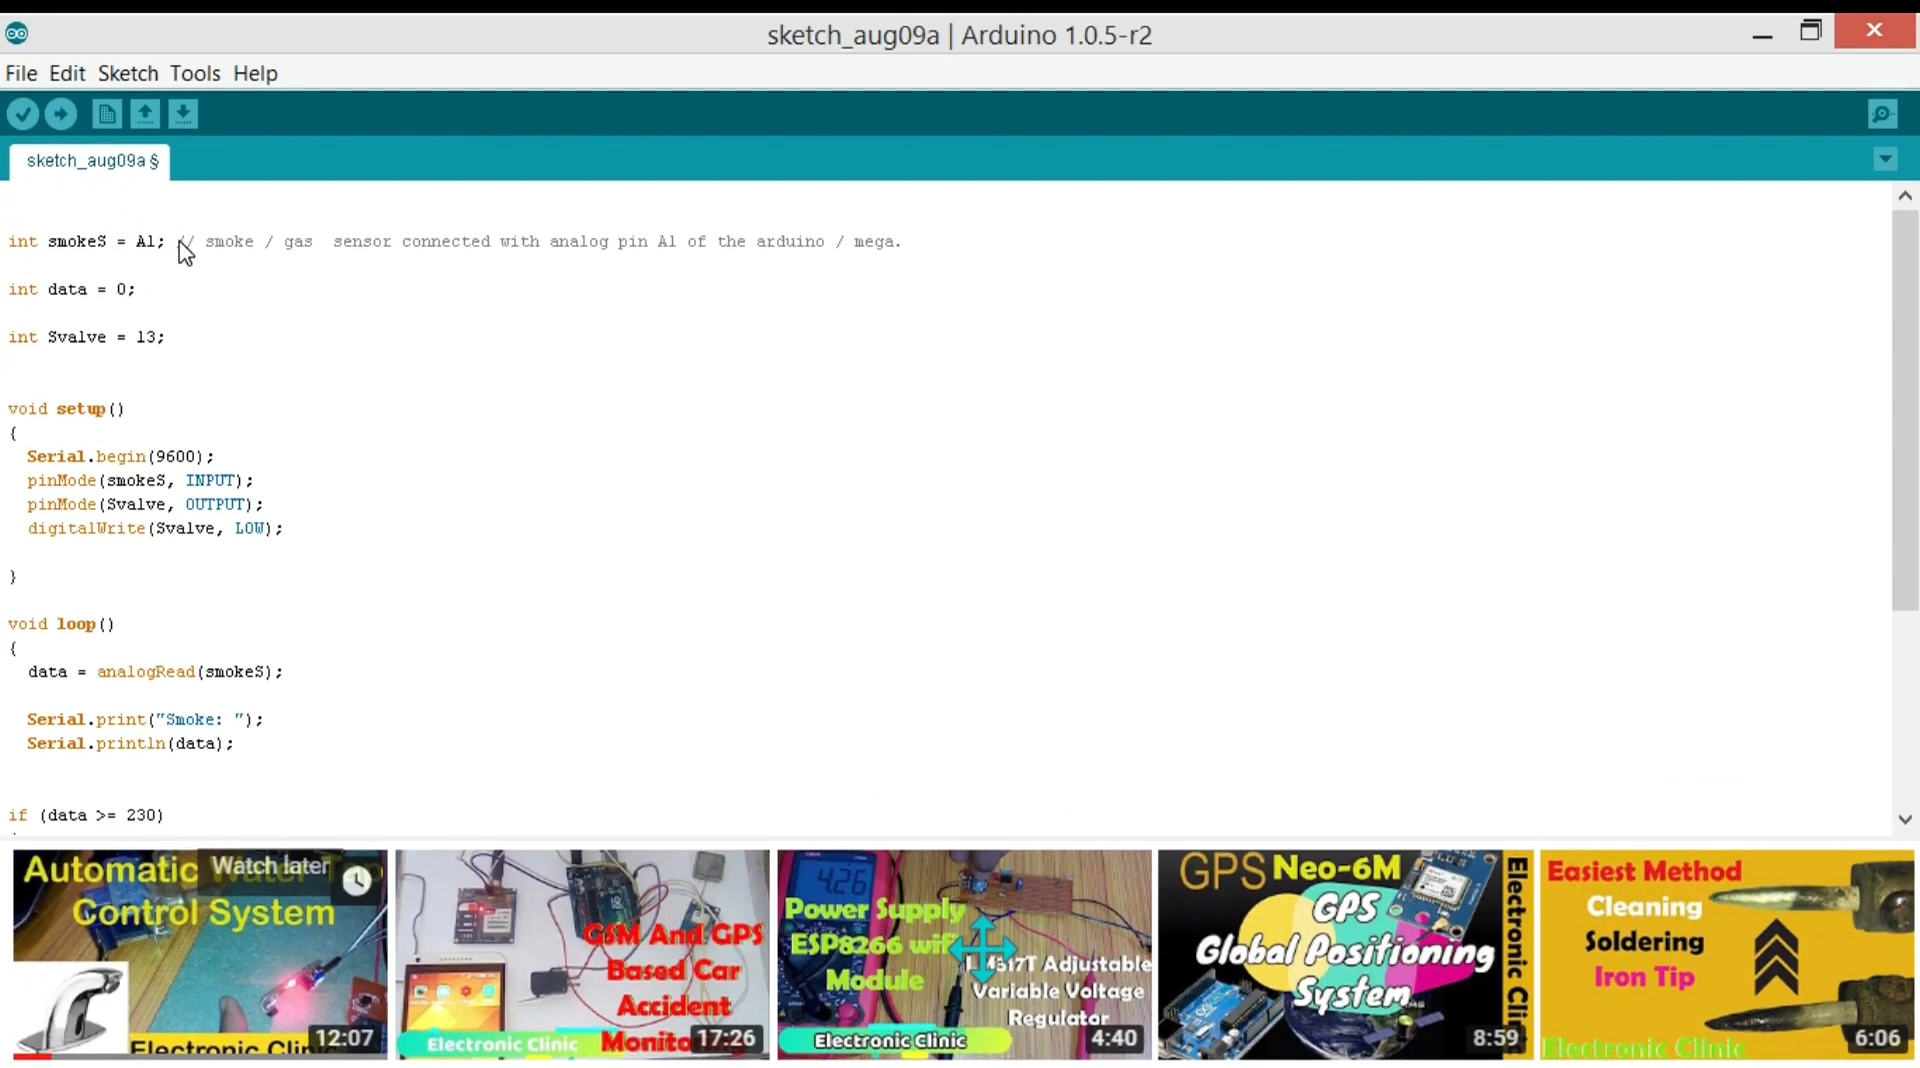 sketch_aug09a | Arduino 1.0.5-r2
File Edit Sketch Tools Help
sketch_aug09a §
int smokeS = A1; // smoke / gas  sensor connected with analog pin A1 of the arduino / mega.
int data = 0;
int Svalve = 13;
void setup()
{
Serial.begin(9600);
pinMode(smokeS, INPUT);
pinMode(Svalve, OUTPUT);
digitalWrite(Svalve, LOW);
}
void loop()
{
data = analogRead(smokeS);
Serial.print("Smoke: ");
Serial.println(data);
if (data >= 230)
Automatic
Watch later
Control System
12:07
Electronic Clinic
GSM And GPS
Based Car
Accident
Monito
17:26
Electronic Clinic
4.26
Power Supply
ESP8266 wifi
Module
LM317T Adjustable
Variable Voltage
Regulator
4:40
Electronic Clinic
GPS Neo-6M
GPS
Global Positioning
System
8:59
Electronic Clin
Easiest Method
Cleaning
Soldering
Iron Tip
6:06
Electronic Clinic